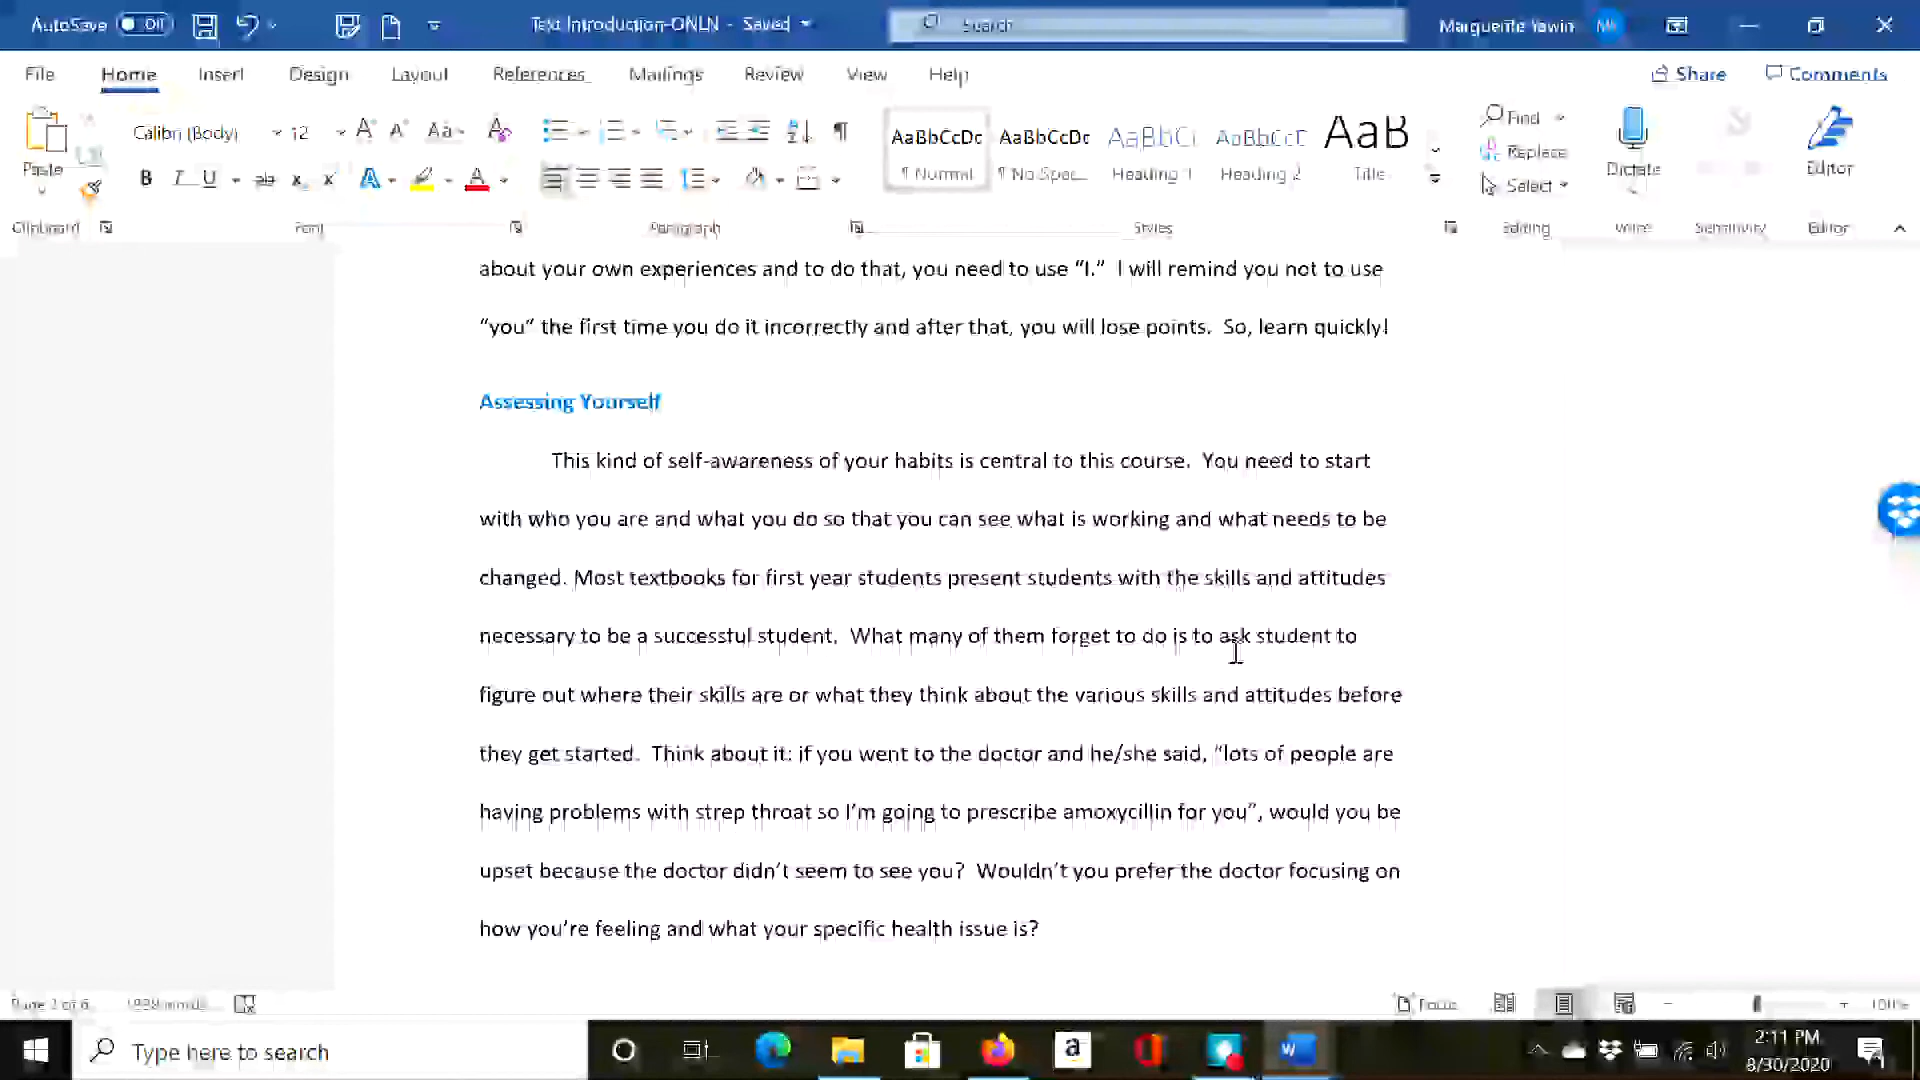 AutoSave Off Text Introduction-ONLN - Saved Search Marguerite Yawin MY
File Home Insert Design Layout References Mailings Review View Help Share Comments
Calibri (Body) 12 Aa AaBbCcDc AaBbCcDc AaBbCc AaBbCcC AaB Find
Paste B I U ab x x A A ¶ Normal ¶ No Spac... Heading 1 Heading 2 Title Replace
Select Dictate Editor
Clipboard Font Paragraph Styles Editing Voice Sensitivity Editor
about your own experiences and to do that, you need to use “I.” I will remind you not to use
“you” the first time you do it incorrectly and after that, you will lose points. So, learn quickly!
Assessing Yourself
This kind of self-awareness of your habits is central to this course. You need to start
with who you are and what you do so that you can see what is working and what needs to be
changed. Most textbooks for first year students present students with the skills and attitudes
necessary to be a successful student. What many of them forget to do is to ask student to
figure out where their skills are or what they think about the various skills and attitudes before
they get started. Think about it: if you went to the doctor and he/she said, “lots of people are
having problems with strep throat so I’m going to prescribe amoxycillin for you”, would you be
upset because the doctor didn’t seem to see you? Wouldn’t you prefer the doctor focusing on
how you’re feeling and what your specific health issue is?
Page 2 of 6 words Focus 100%
Type here to search a W 2:11 PM
8/30/2020